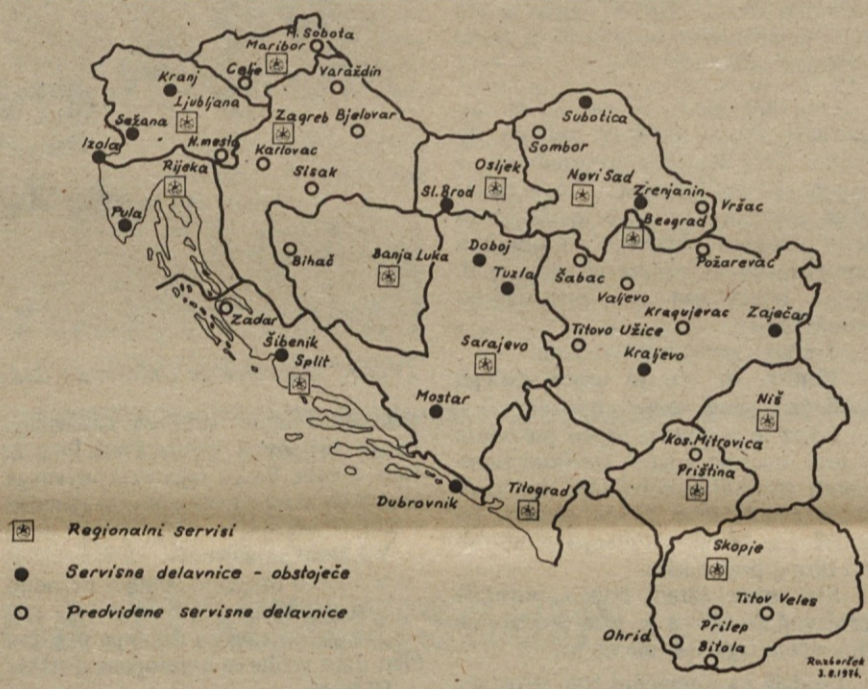 M. Sobota
Maribor
Celje
Varaždin
Kranj
Ljubljana
Zagreb
Bjelovar
Sežana
Izola
N.mesto
Karlovac
Rijeka
Sisak
Pula
Subotica
Sombor
Osijek
Novi Sad
Sl. Brod
Zrenjanin
Vršac
Beograd
Bihać
Banja Luka
Doboj
Tuzla
Šabac
Požarevac
Valjevo
Zadar
Kragujevac
Zaječar
Titovo Užice
Šibenik
Split
Sarajevo
Kraljevo
Mostar
Niš
Kos. Mitrovica
Priština
Dubrovnik
Titograd
Regionalni servisi
Servisne delavnice - obstoječe
Predvidene servisne delavnice
Skopje
Titov Veles
Prilep
Ohrid
Bitola
3.8.1976.